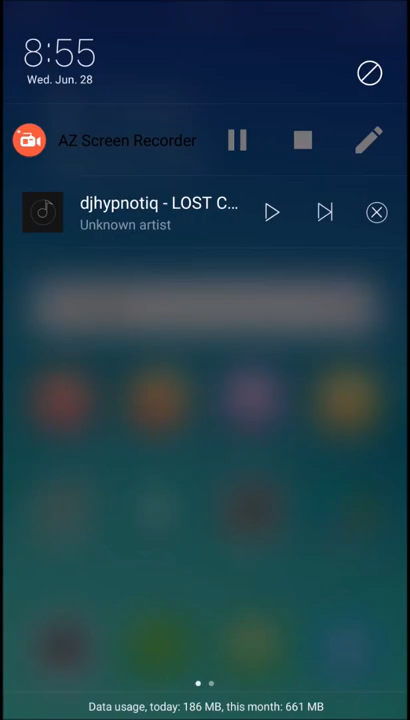 8:55
Wed. Jun. 28
AZ Screen Recorder
djhypnotiq - LOST C...
Unknown artist
Data usage, today: 186 MB, this month: 661 MB